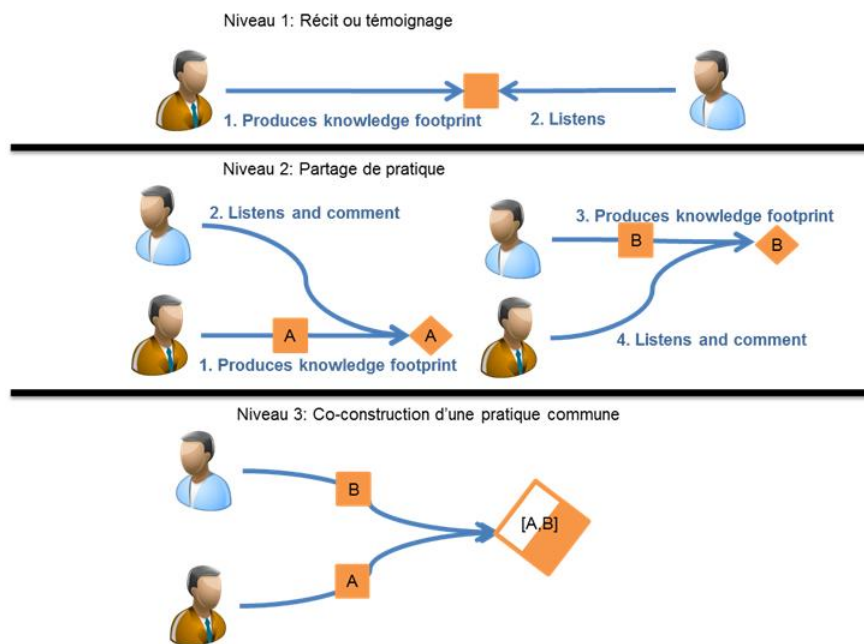 Niveau 1: Récit ou témoignage
1. Produces knowledge footprint
2. Listens
Niveau 2: Partage de pratique
2. Listens and comment
A
A
1. Produces knowledge footprint
3. Produces knowledge footprint
B
B
4. Listens and comment
Niveau 3: Co-construction d'une pratique commune
B
[A,B]
A